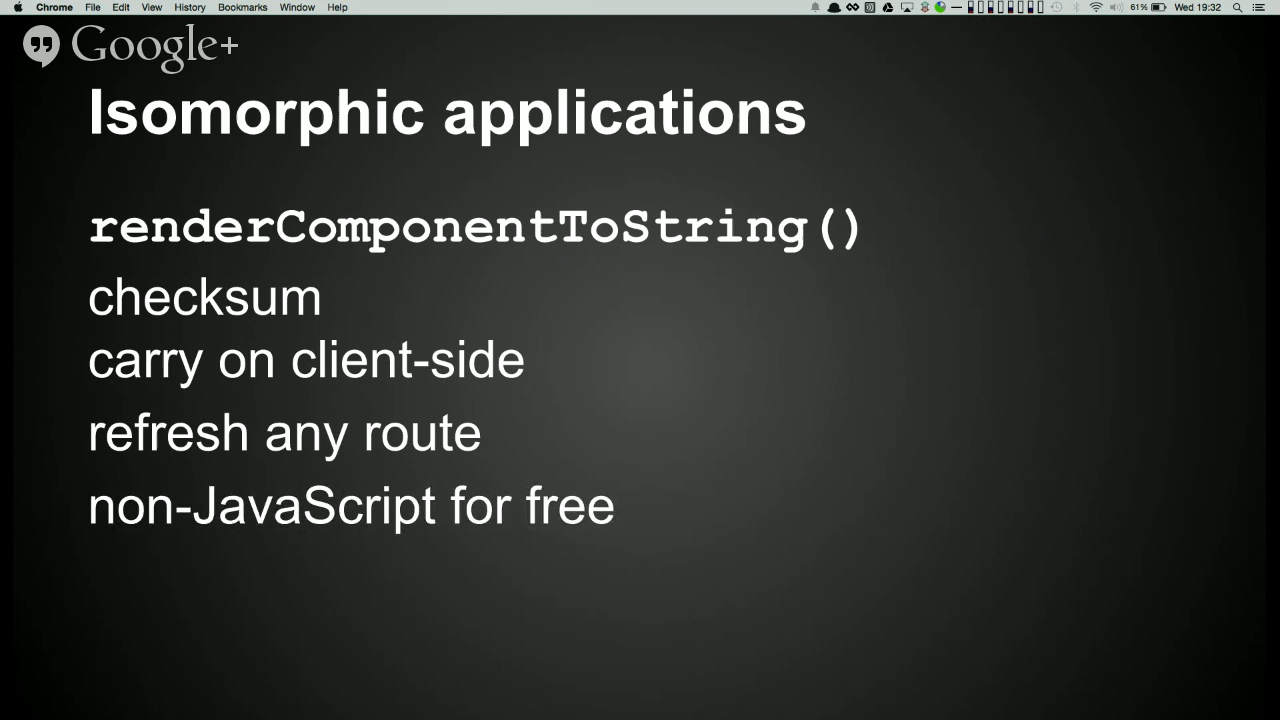 Chrome File Edit View History Bookmarks Window Help 61% Wed 19:32
Google+
Isomorphic applications
renderComponentToString()
checksum
carry on client-side
refresh any route
non-JavaScript for free